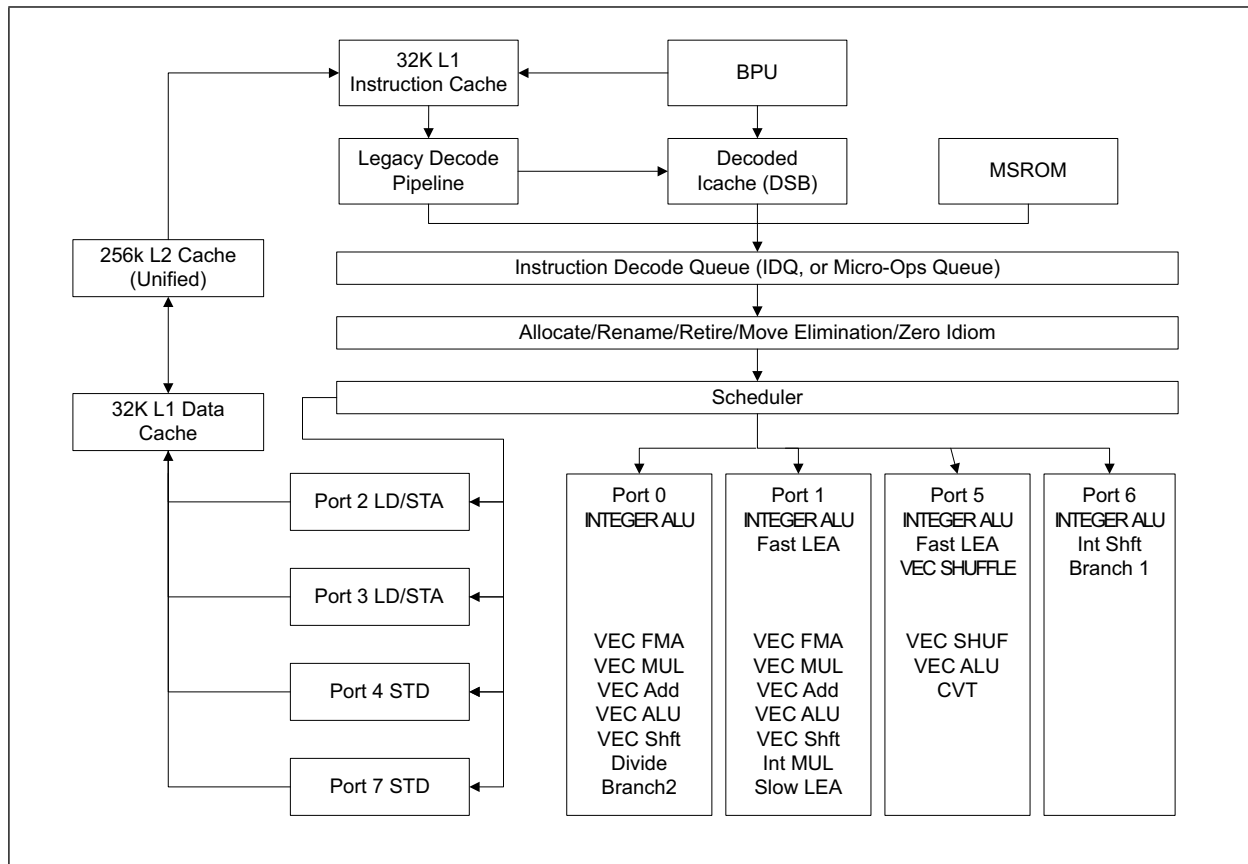 32K L1
Instruction Cache
BPU
Legacy Decode
Pipeline
Decoded
Icache (DSB)
MSROM
256k L2 Cache
(Unified)
Instruction Decode Queue (IDQ, or Micro-Ops Queue)
Allocate/Rename/Retire/Move Elimination/Zero Idiom
Scheduler
32K L1 Data
Cache
Port 2 LD/STA
Port 3 LD/STA
Port 4 STD
Port 7 STD
Port 0
INTEGER ALU
VEC FMA
VEC MUL
VEC Add
VEC ALU
VEC Shft
Divide
Branch2
Port 1
INTEGER ALU
Fast LEA
VEC FMA
VEC MUL
VEC Add
VEC ALU
VEC Shft
Int MUL
Slow LEA
Port 5
INTEGER ALU
Fast LEA
VEC SHUFFLE
VEC SHUF
VEC ALU
CVT
Port 6
INTEGER ALU
Int Shft
Branch 1